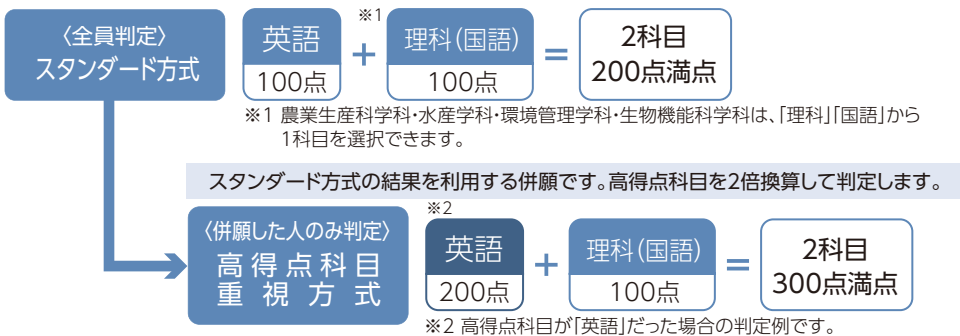 〈全員判定〉
スタンダード方式
英語
100点
+
※1
理科(国語)
100点
=
2科目
200点満点
※1 農業生産科学科・水産学科・環境管理学科・生物機能科学科は、「理科」「国語」から
1科目を選択できます。
スタンダード方式の結果を利用する併願です。高得点科目を2倍換算して判定します。
〈併願した人のみ判定〉
高得点科目
重視方式
※2
英語
200点
+
理科(国語)
100点
=
2科目
300点満点
※2 高得点科目が「英語」だった場合の判定例です。